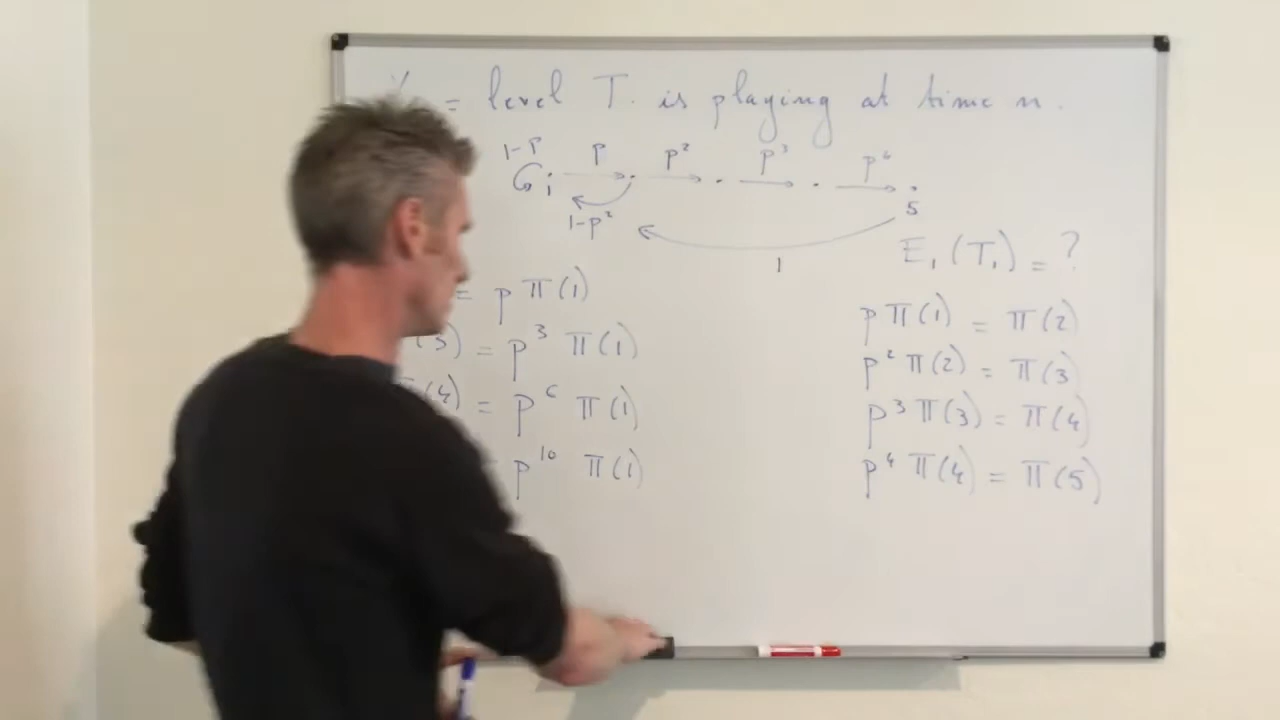 = level T. is playing at time n.
1-p p p² p³ p⁴
1 5
1-p²
1
E₁(T₁) = ?
= p π(1)
(3) = p³ π(1)
(4) = p⁶ π(1)
= p¹⁰ π(1)
p π(1) = π(2)
p² π(2) = π(3)
p³ π(3) = π(4)
p⁴ π(4) = π(5)